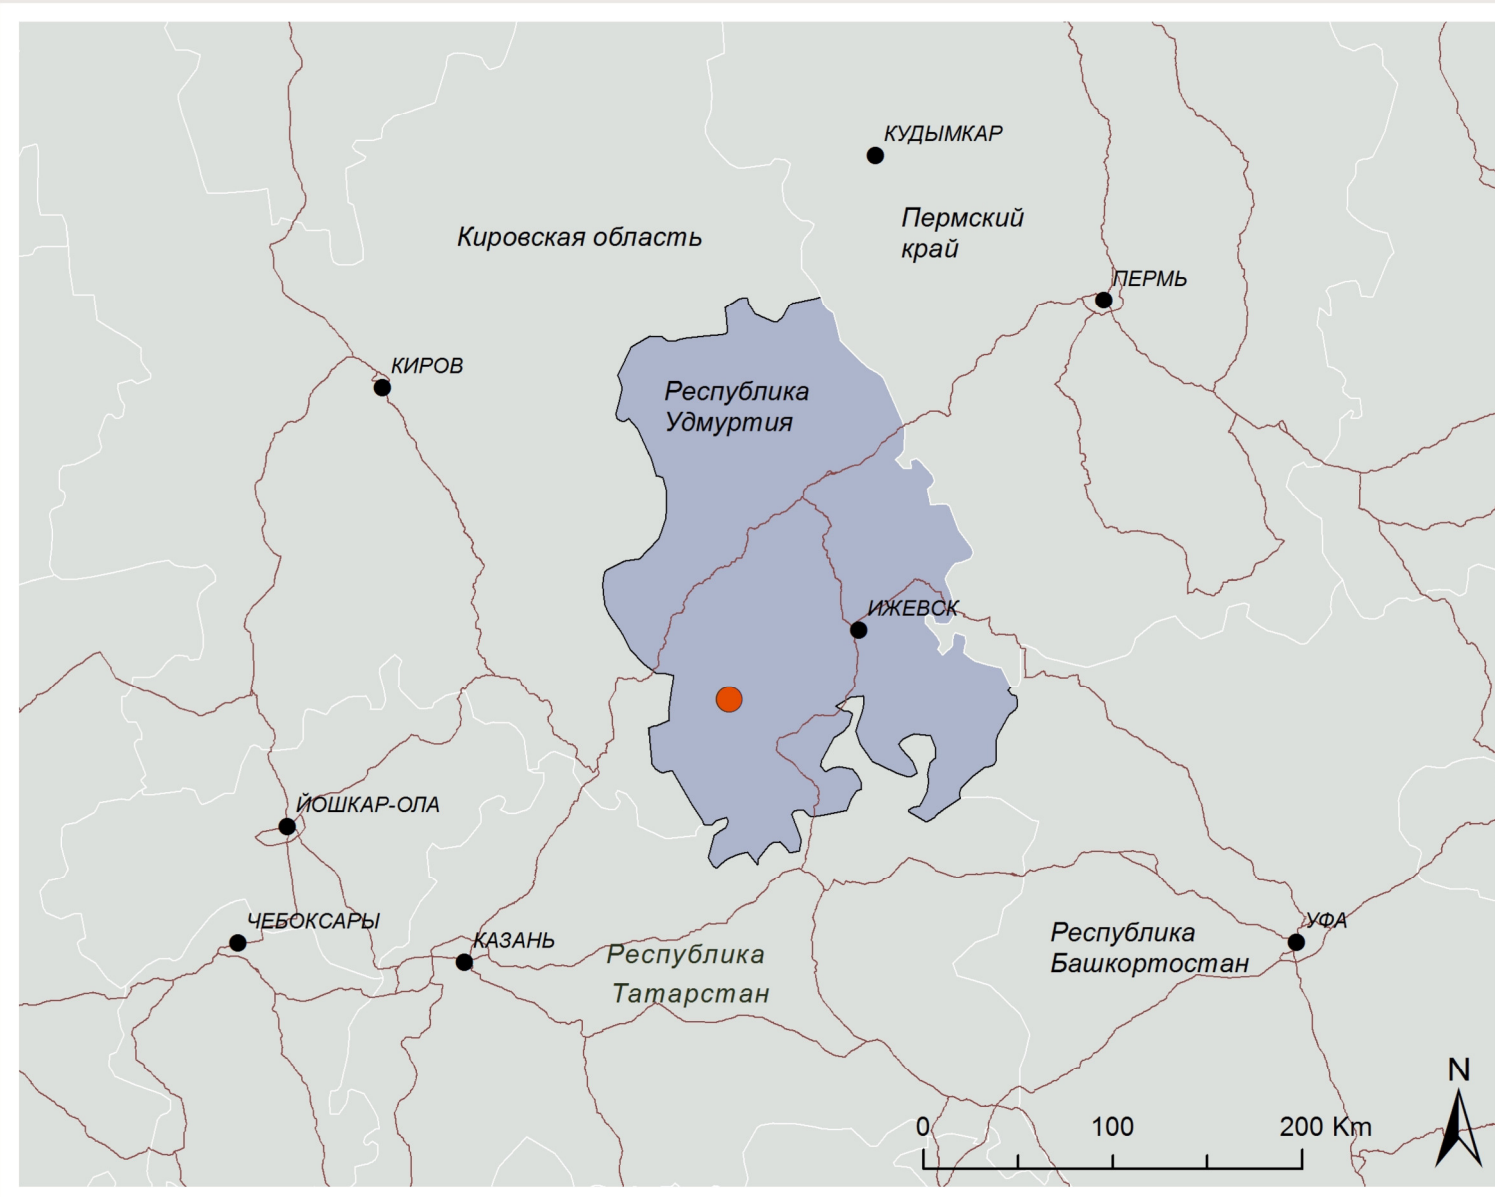 КУДЫМКАР
Пермский
край
Кировская область
ПЕРМЬ
КИРОВ
Республика
Удмуртия
ИЖЕВСК
ЙОШКАР-ОЛА
ЧЕБОКСАРЫ
КАЗАНЬ
УФА
Республика
Башкортостан
Республика
Татарстан
N
0 100 200 Km